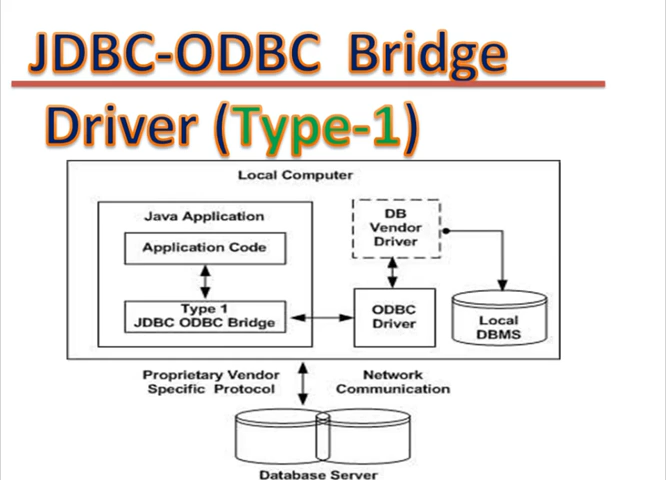 JDBC-ODBC Bridge
Driver (Type-1)
Local Computer
Java Application
Application Code
Type 1
JDBC ODBC Bridge
DB
Vendor
Driver
ODBC
Driver
Local
DBMS
Proprietary Vendor
Specific Protocol
Network
Communication
Database Server